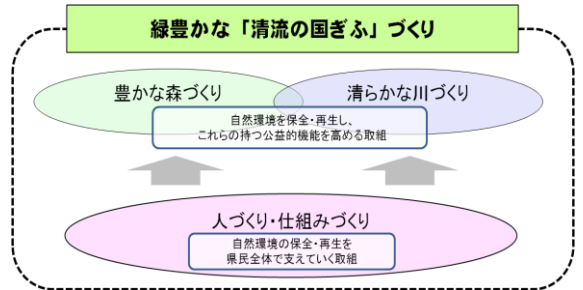 緑豊かな「清流の国ぎふ」づくり
豊かな森づくり
清らかな川づくり
自然環境を保全・再生し、
これらの持つ公益的機能を高める取組
人づくり・仕組みづくり
自然環境の保全・再生を
県民全体で支えていく取組